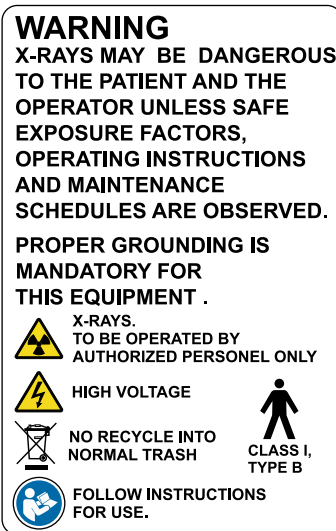 WARNING
X-RAYS MAY BE DANGEROUS
TO THE PATIENT AND THE
OPERATOR UNLESS SAFE
EXPOSURE FACTORS,
OPERATING INSTRUCTIONS
AND MAINTENANCE
SCHEDULES ARE OBSERVED.
PROPER GROUNDING IS
MANDATORY FOR
THIS EQUIPMENT .
X-RAYS.
TO BE OPERATED BY
AUTHORIZED PERSONEL ONLY
HIGH VOLTAGE
NO RECYCLE INTO
NORMAL TRASH
CLASS I,
TYPE B
FOLLOW INSTRUCTIONS
FOR USE.